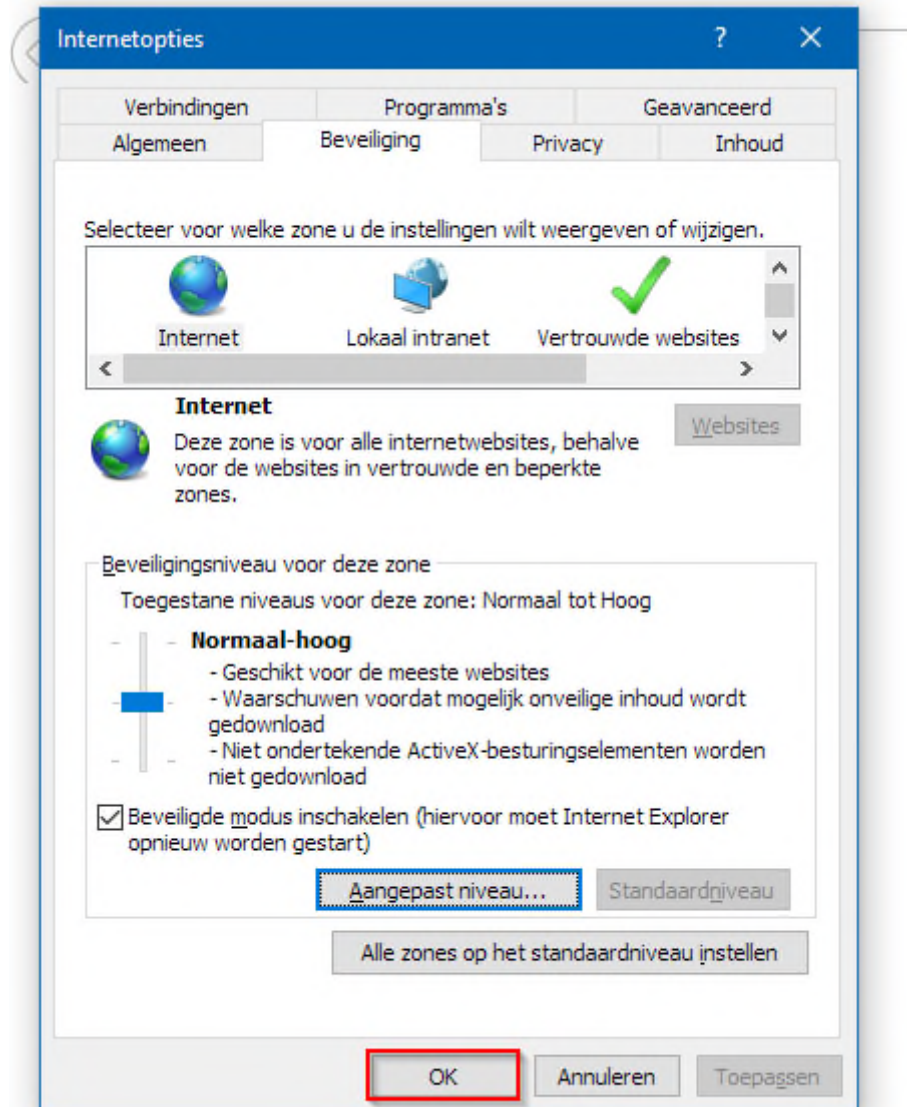 Internetopties
Verbindingen Programma's Geavanceerd
Algemeen Beveiliging Privacy Inhoud
Selecteer voor welke zone u de instellingen wilt weergeven of wijzigen.
Internet Lokaal intranet Vertrouwde websites
Internet
Websites
Deze zone is voor alle internetwebsites, behalve
voor de websites in vertrouwde en beperkte
zones.
Beveiligingsniveau voor deze zone
Toegestane niveaus voor deze zone: Normaal tot Hoog
Normaal-hoog
- Geschikt voor de meeste websites
- Waarschuwen voordat mogelijk onveilige inhoud wordt
gedownload
- Niet ondertekende ActiveX-besturingselementen worden
niet gedownload
Beveiligde modus inschakelen (hiervoor moet Internet Explorer
opnieuw worden gestart)
Aangepast niveau... Standaardniveau
Alle zones op het standaardniveau instellen
OK Annuleren Toepassen